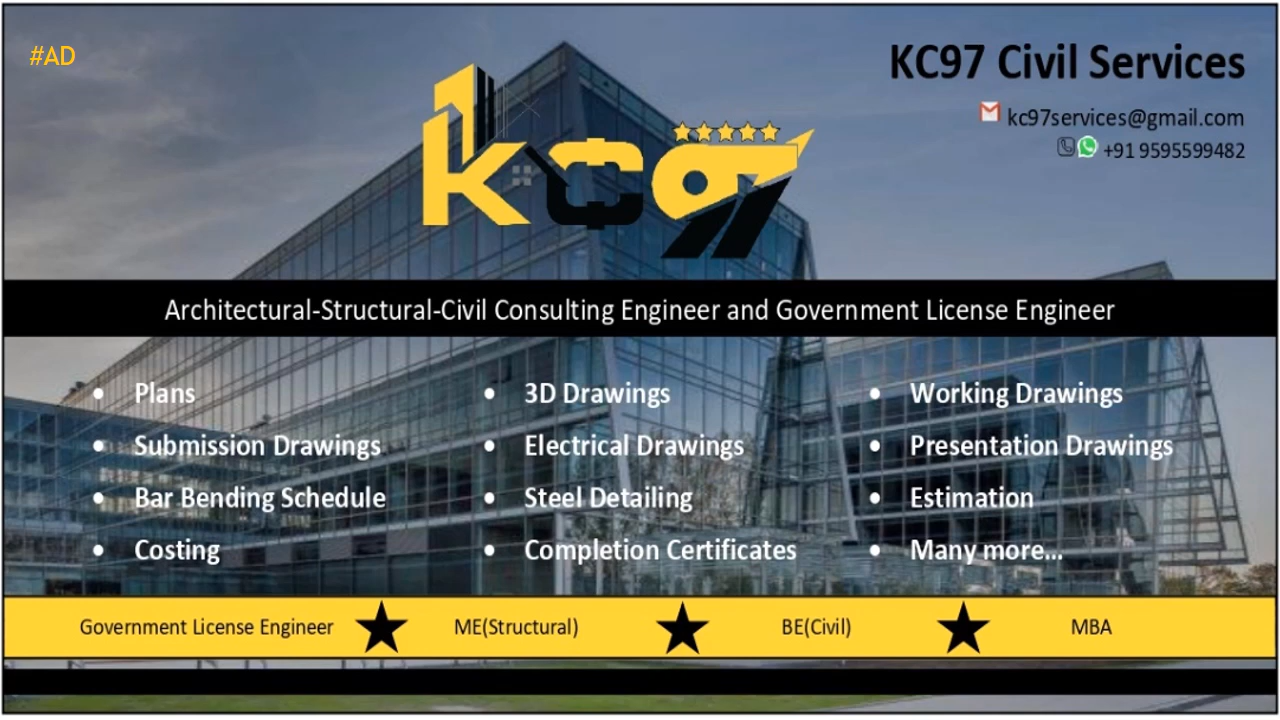 #AD
KC97 Civil Services
kc97services@gmail.com
+91 9595599482
kc97
Architectural-Structural-Civil Consulting Engineer and Government License Engineer
Plans
3D Drawings
Working Drawings
Submission Drawings
Electrical Drawings
Presentation Drawings
Bar Bending Schedule
Steel Detailing
Estimation
Costing
Completion Certificates
Many more...
Government License Engineer ★ ME(Structural) ★ BE(Civil) ★ MBA